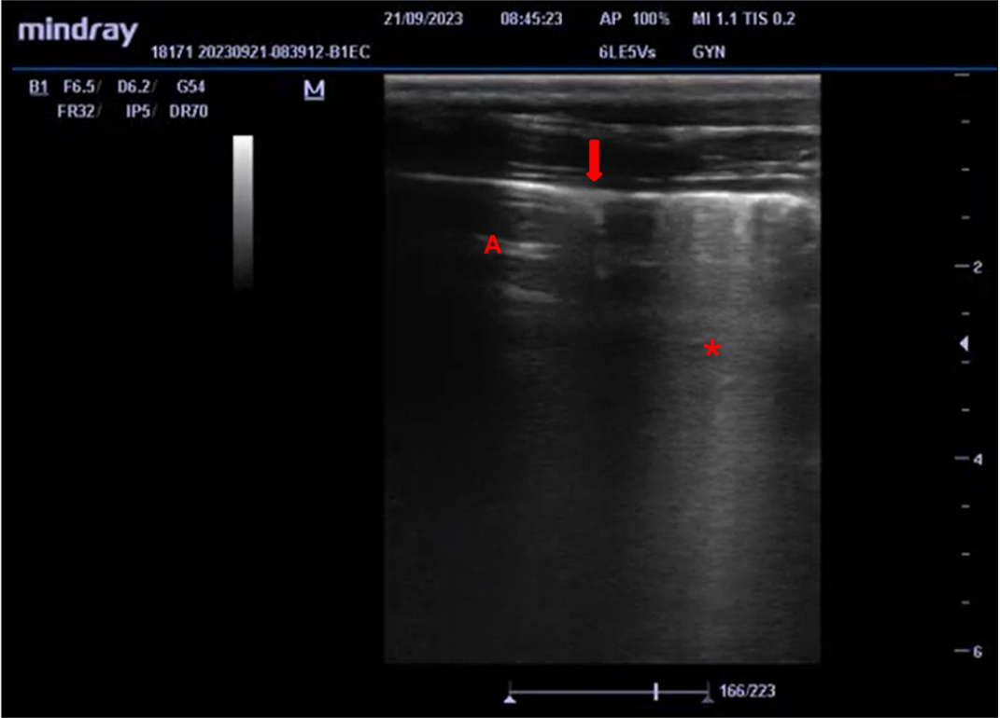 mindray
21/09/2023 08:45:23 AP 100% MI 1.1 TIS 0.2
18171 20230921-083912-B1EC 6LE5Vs GYN
B1 F6.5/ D6.2/ G54
FR32/ IP5/ DR70
M
A
*
2
4
6
166/223